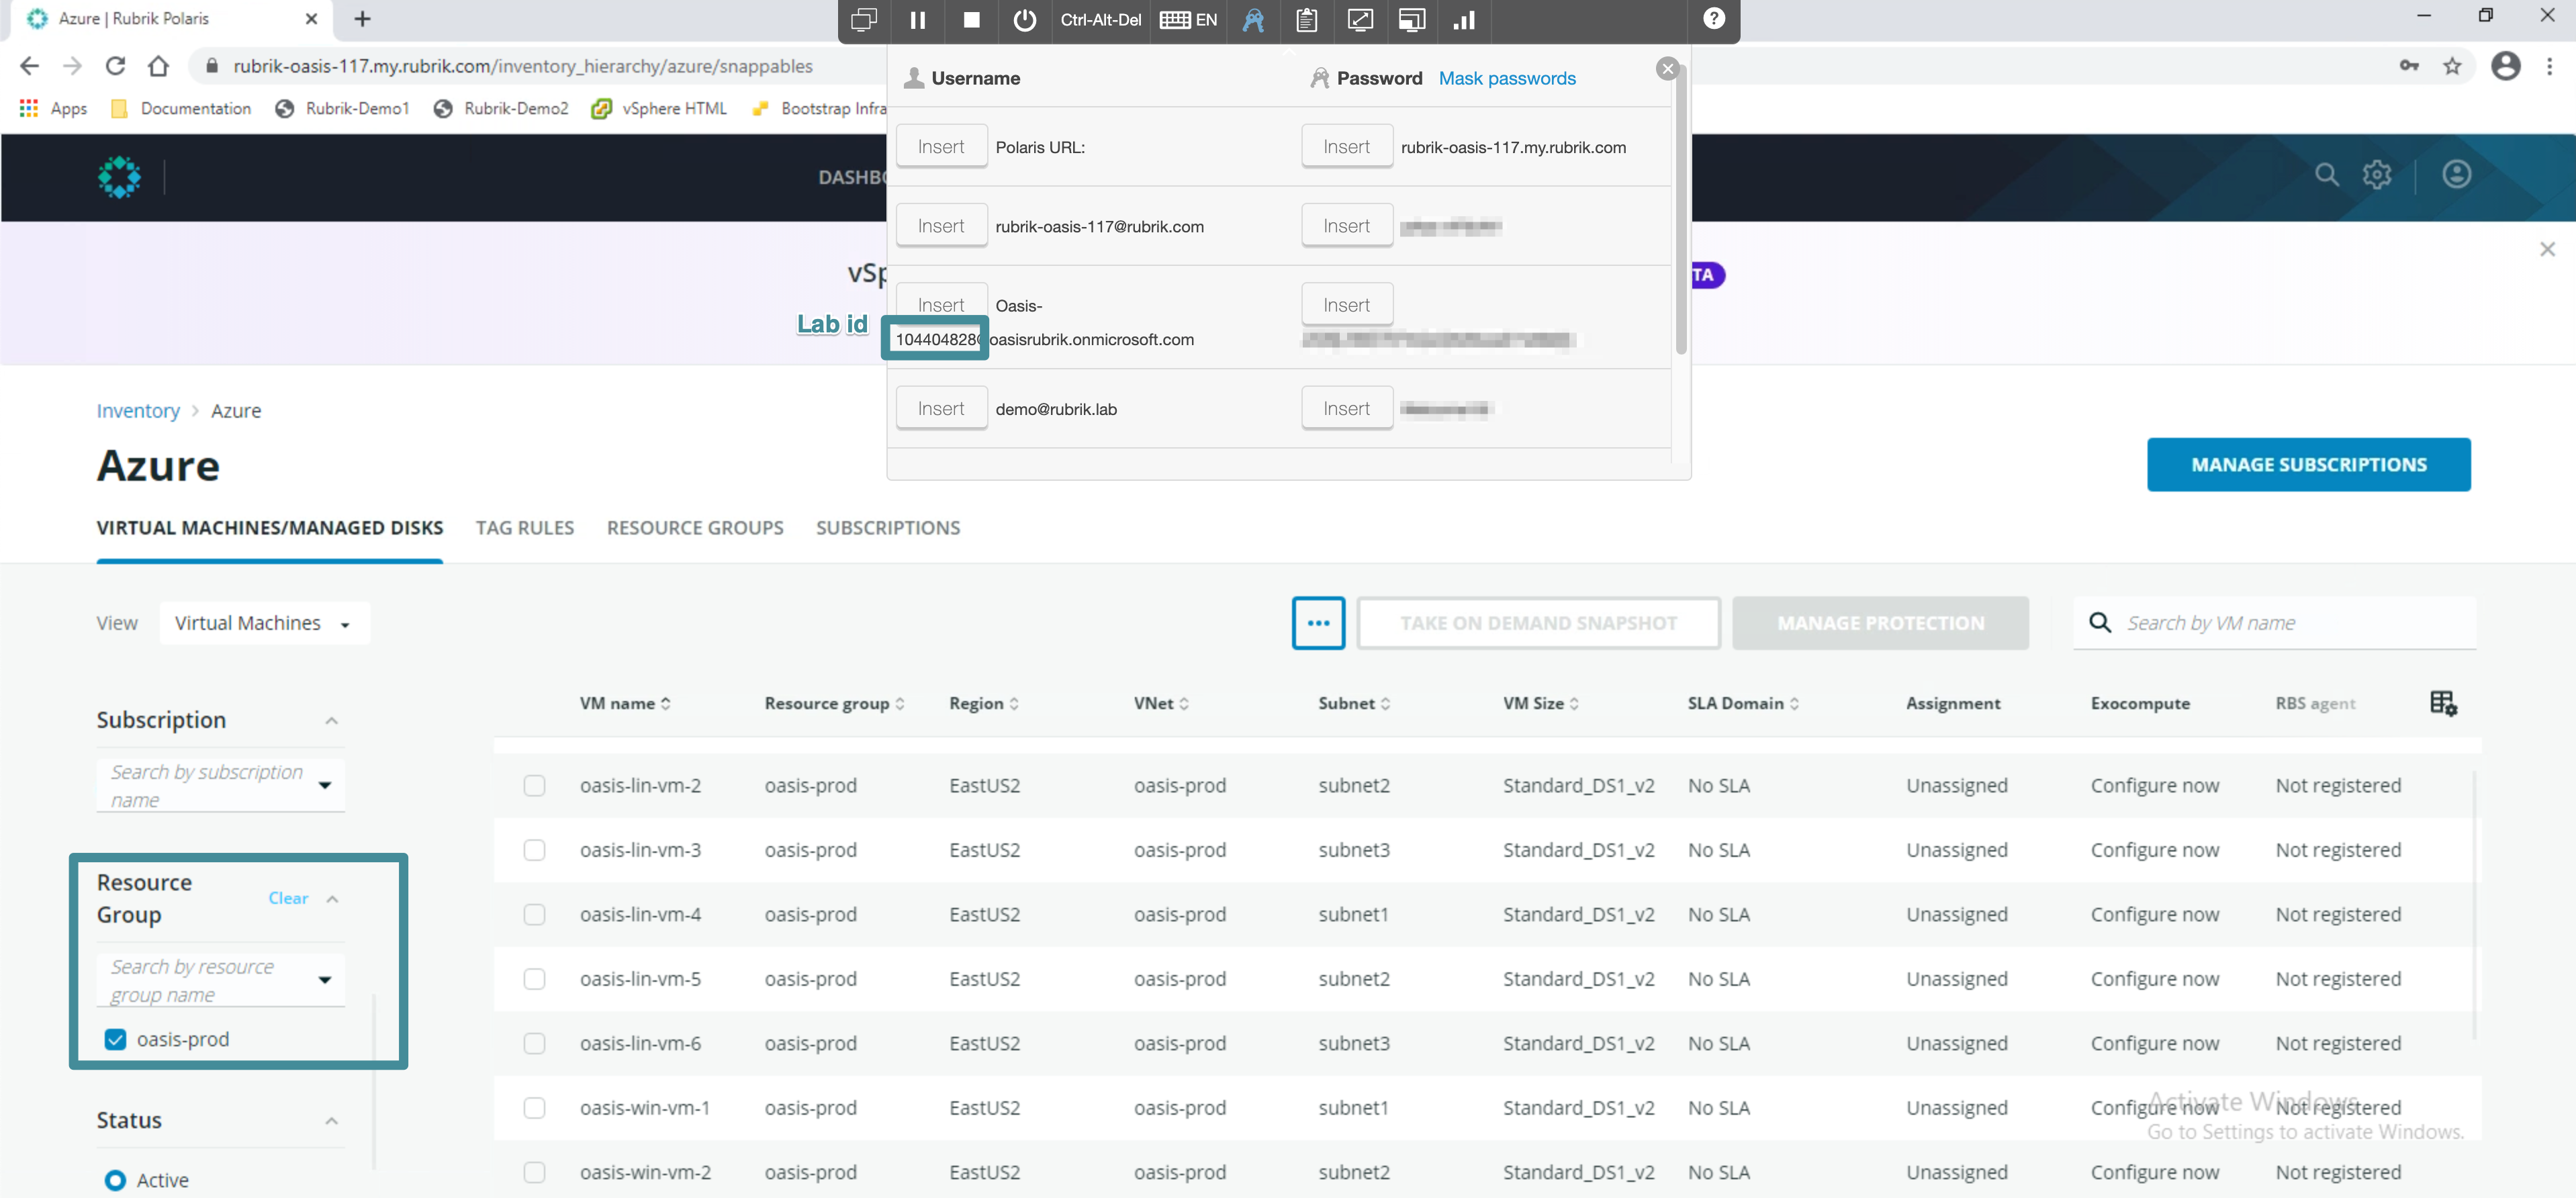 Azure | Rubrik Polaris
Ctrl-Alt-Del EN
rubrik-oasis-117.my.rubrik.com/inventory_hierarchy/azure/snappables
Apps Documentation Rubrik-Demo1 Rubrik-Demo2 vSphere HTML Bootstrap Infra
Username Password Mask passwords
Insert Polaris URL: Insert rubrik-oasis-117.my.rubrik.com
DASHBO
Insert rubrik-oasis-117@rubrik.com Insert
vSp TA
Insert Oasis- Insert
Lab id
104404828@oasisrubrik.onmicrosoft.com
Insert demo@rubrik.lab Insert
Inventory > Azure
Azure
MANAGE SUBSCRIPTIONS
VIRTUAL MACHINES/MANAGED DISKS TAG RULES RESOURCE GROUPS SUBSCRIPTIONS
View Virtual Machines
TAKE ON DEMAND SNAPSHOT MANAGE PROTECTION Search by VM name
VM name Resource group Region VNet Subnet VM Size SLA Domain Assignment Exocompute RBS agent
Subscription
Search by subscription name
Resource Group Clear
Search by resource group name
oasis-prod
Status
Active
oasis-lin-vm-2 oasis-prod EastUS2 oasis-prod subnet2 Standard_DS1_v2 No SLA Unassigned Configure now Not registered
oasis-lin-vm-3 oasis-prod EastUS2 oasis-prod subnet3 Standard_DS1_v2 No SLA Unassigned Configure now Not registered
oasis-lin-vm-4 oasis-prod EastUS2 oasis-prod subnet1 Standard_DS1_v2 No SLA Unassigned Configure now Not registered
oasis-lin-vm-5 oasis-prod EastUS2 oasis-prod subnet2 Standard_DS1_v2 No SLA Unassigned Configure now Not registered
oasis-lin-vm-6 oasis-prod EastUS2 oasis-prod subnet3 Standard_DS1_v2 No SLA Unassigned Configure now Not registered
oasis-win-vm-1 oasis-prod EastUS2 oasis-prod subnet1 Standard_DS1_v2 No SLA Unassigned Configure now Not registered
oasis-win-vm-2 oasis-prod EastUS2 oasis-prod subnet2 Standard_DS1_v2 No SLA Unassigned Configure now Not registered
Activate Windows
Go to Settings to activate Windows.